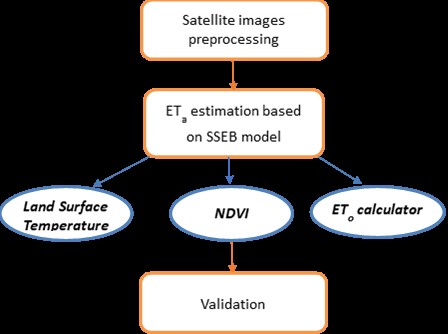 Satellite images
preprocessing
ETa estimation based
on SSEB model
Land Surface
Temperature
NDVI
ETo calculator
Validation